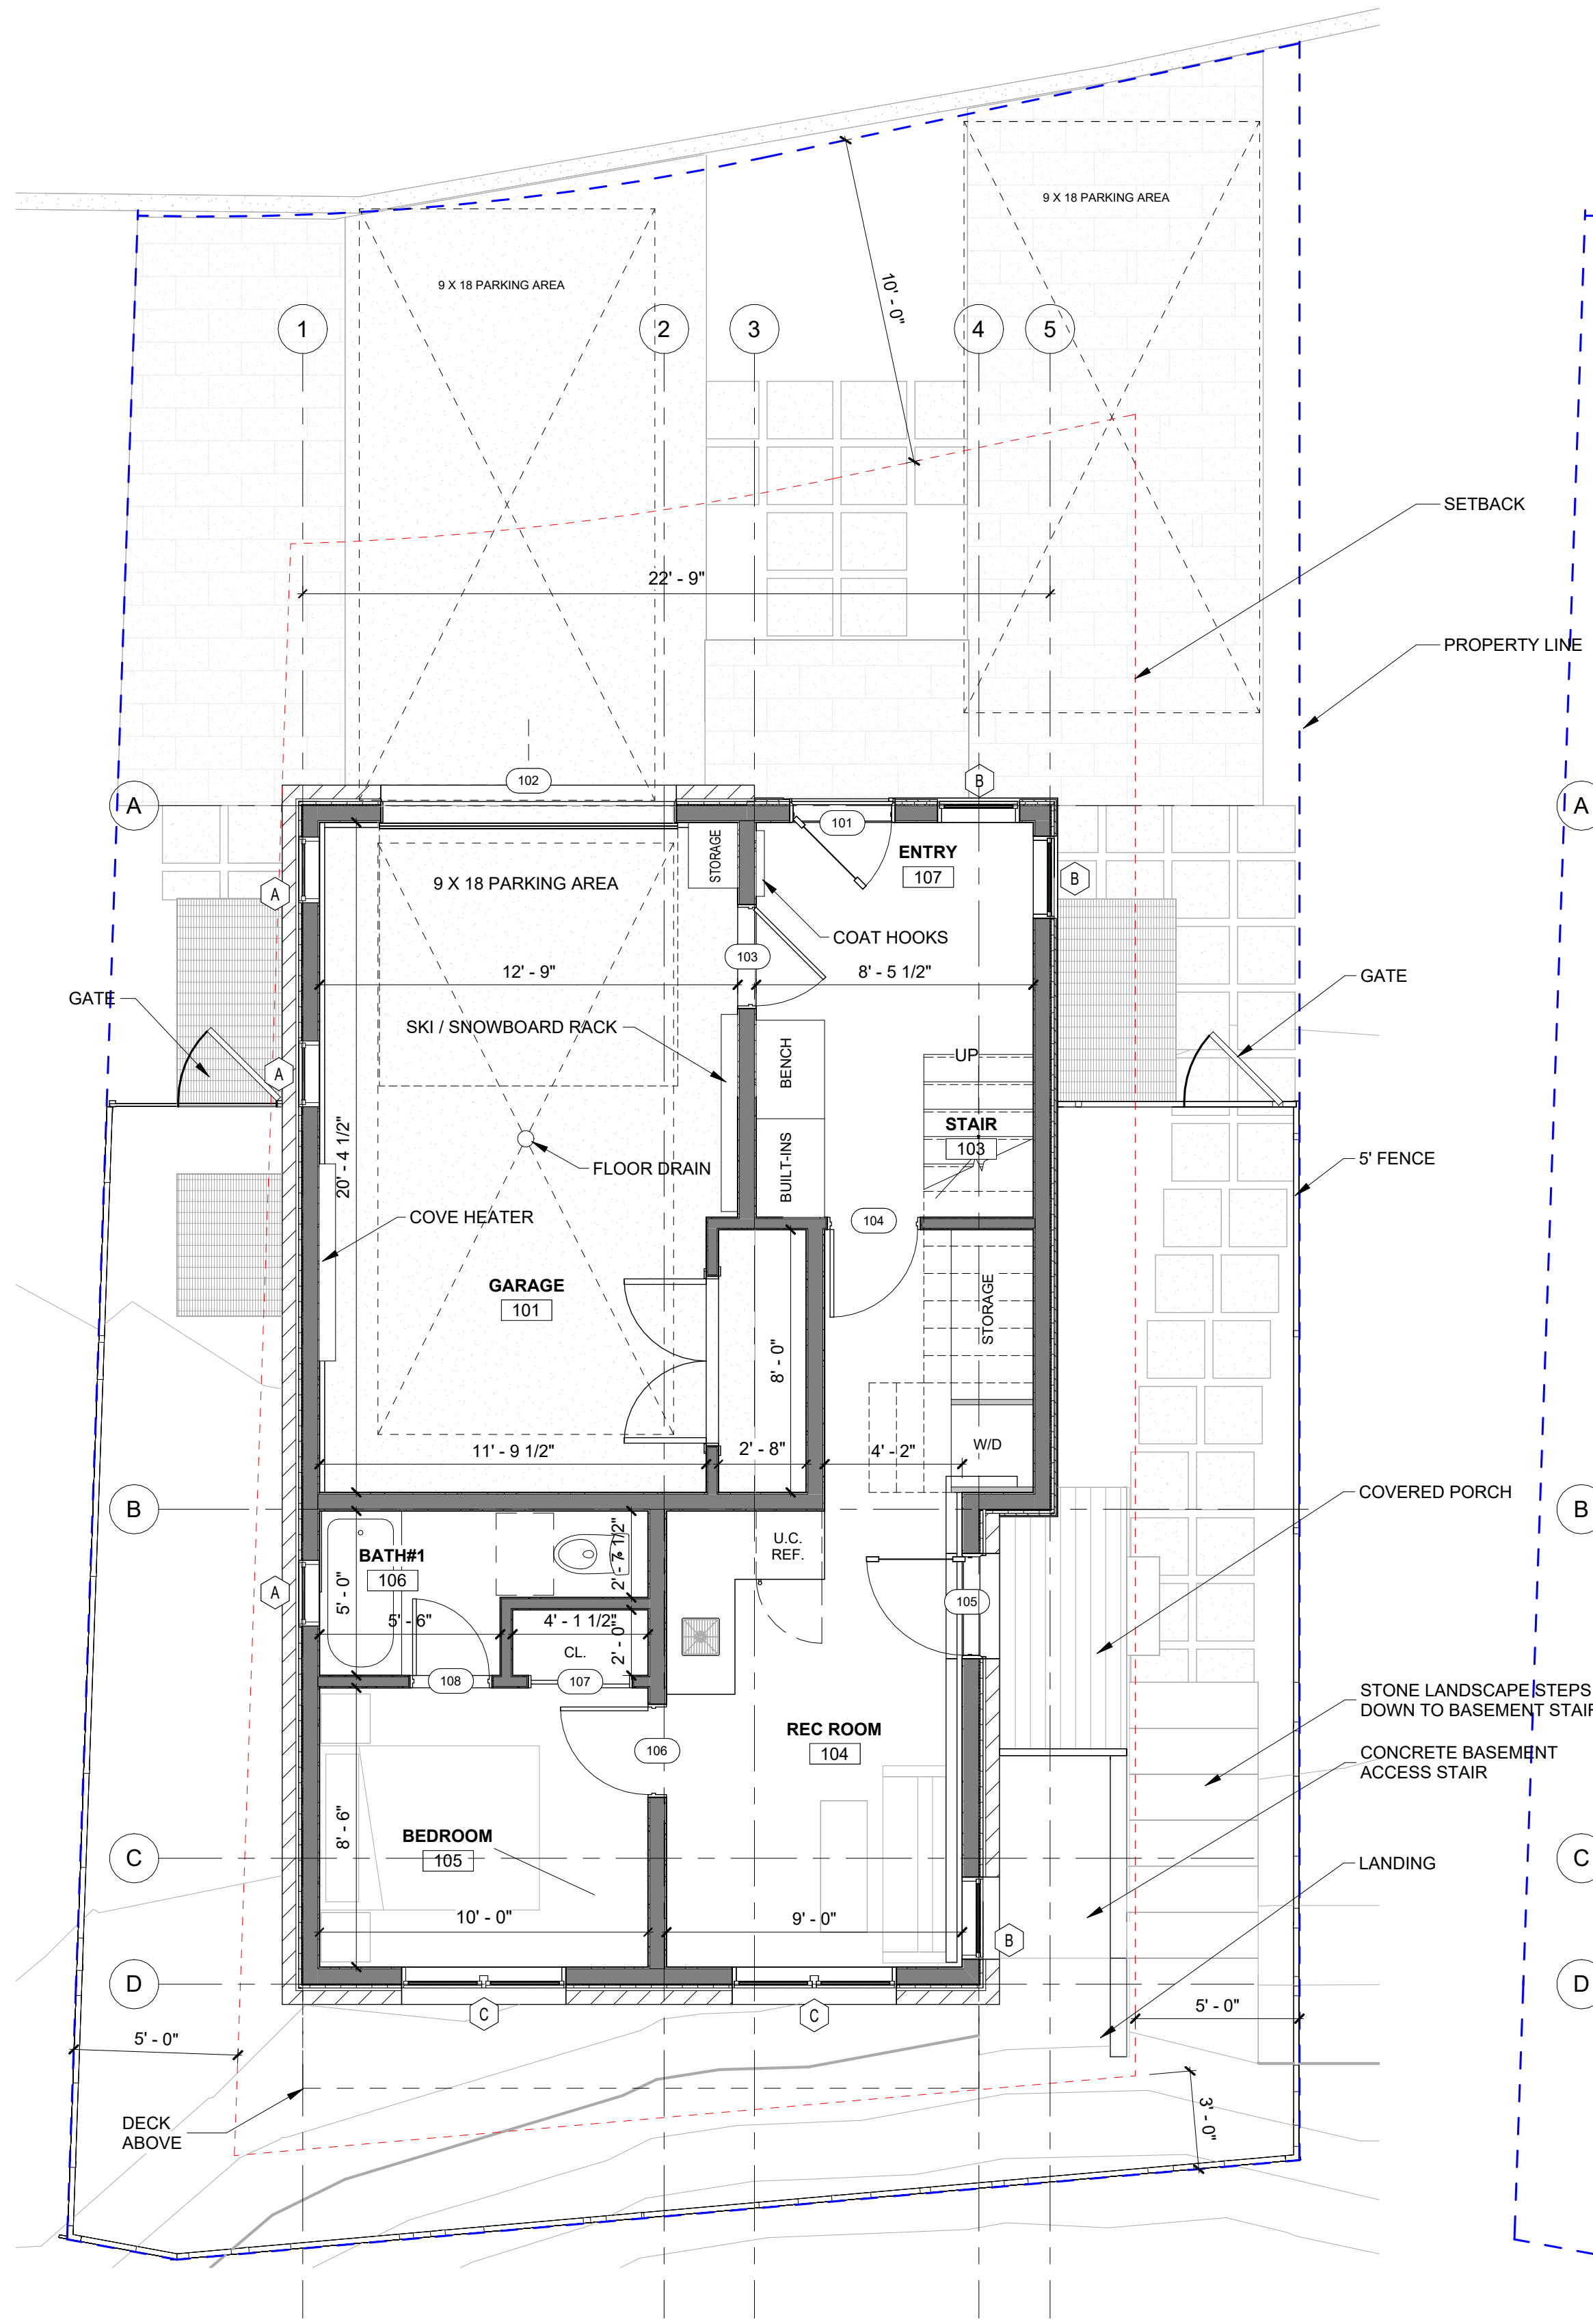 9 X 18 PARKING AREA
9 X 18 PARKING AREA
10' - 0"
1
2
3
4
5
SETBACK
22' - 9"
PROPERTY LINE
102
B
A
A
101
STORAGE
ENTRY
107
9 X 18 PARKING AREA
B
A
COAT HOOKS
103
12' - 9"
8' - 5 1/2"
GATE
GATE
SKI / SNOWBOARD RACK
BENCH
UP
A
STAIR
103
20' - 4 1/2"
FLOOR DRAIN
BUILT-INS
5' FENCE
COVE HEATER
104
GARAGE
101
STORAGE
8' - 0"
11' - 9 1/2"
2' - 8"
4' - 2"
W/D
COVERED PORCH
B
B
U.C.
REF.
BATH#1
106
2' - 7 1/2"
A
5' - 0"
105
5' - 6"
4' - 1 1/2"
2' - 0"
CL.
108
107
STONE LANDSCAPE STEPS
DOWN TO BASEMENT STAIR
REC ROOM
104
106
CONCRETE BASEMENT
ACCESS STAIR
8' - 6"
BEDROOM
105
C
C
LANDING
10' - 0"
9' - 0"
B
D
D
C
C
5' - 0"
5' - 0"
3' - 0"
DECK
ABOVE